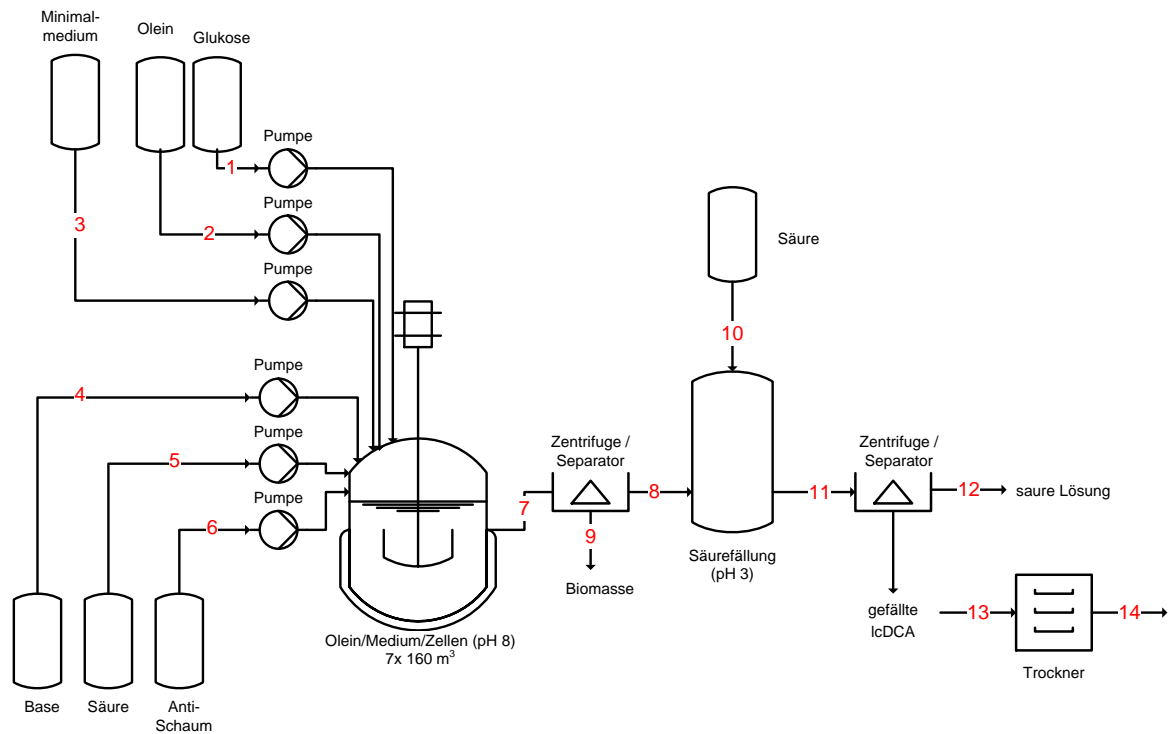 Minimal-
medium
Olein
Glukose
Pumpe
1
Pumpe
2
3
Pumpe
Säure
10
Pumpe
4
Pumpe
5
Pumpe
6
Zentrifuge /
Separator
7
8
9
Biomasse
Säurefällung
(pH 3)
11
Zentrifuge /
Separator
12
saure Lösung
gefällte
lcDCA
13
14
Trockner
Olein/Medium/Zellen (pH 8)
7x 160 m³
Base
Säure
Anti-
Schaum